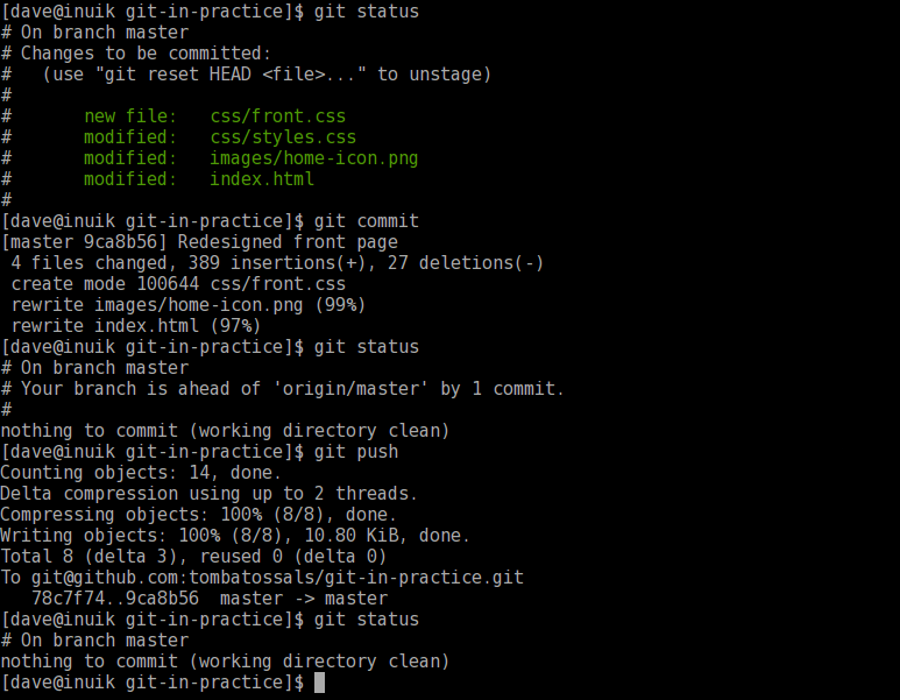 [dave@inuik git-in-practice]$ git status
# On branch master
# Changes to be committed:
#   (use "git reset HEAD <file>..." to unstage)
#
#       new file:   css/front.css
#       modified:   css/styles.css
#       modified:   images/home-icon.png
#       modified:   index.html
#
[dave@inuik git-in-practice]$ git commit
[master 9ca8b56] Redesigned front page
 4 files changed, 389 insertions(+), 27 deletions(-)
 create mode 100644 css/front.css
 rewrite images/home-icon.png (99%)
 rewrite index.html (97%)
[dave@inuik git-in-practice]$ git status
# On branch master
# Your branch is ahead of 'origin/master' by 1 commit.
#
nothing to commit (working directory clean)
[dave@inuik git-in-practice]$ git push
Counting objects: 14, done.
Delta compression using up to 2 threads.
Compressing objects: 100% (8/8), done.
Writing objects: 100% (8/8), 10.80 KiB, done.
Total 8 (delta 3), reused 0 (delta 0)
To git@github.com:tombatossals/git-in-practice.git
   78c7f74..9ca8b56  master -> master
[dave@inuik git-in-practice]$ git status
# On branch master
nothing to commit (working directory clean)
[dave@inuik git-in-practice]$